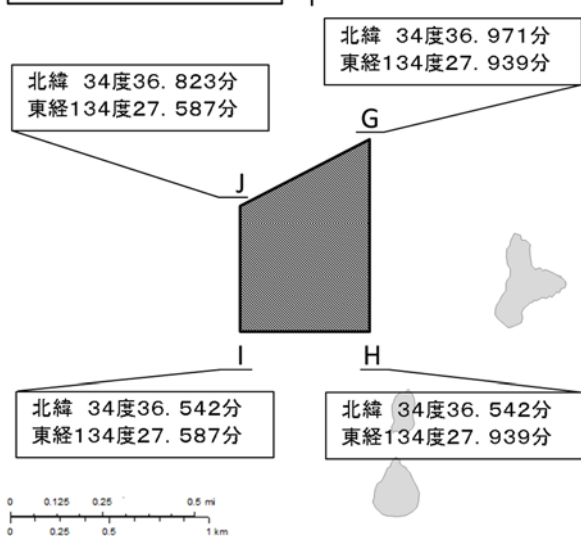 北緯 34度36.971分
東経134度27.939分
北緯 34度36.823分
東経134度27.587分
G
J
I
H
北緯 34度36.542分
東経134度27.587分
北緯 34度36.542分
東経134度27.939分
0 0.125 0.25 0.5 mi
0 0.25 0.5 1 km